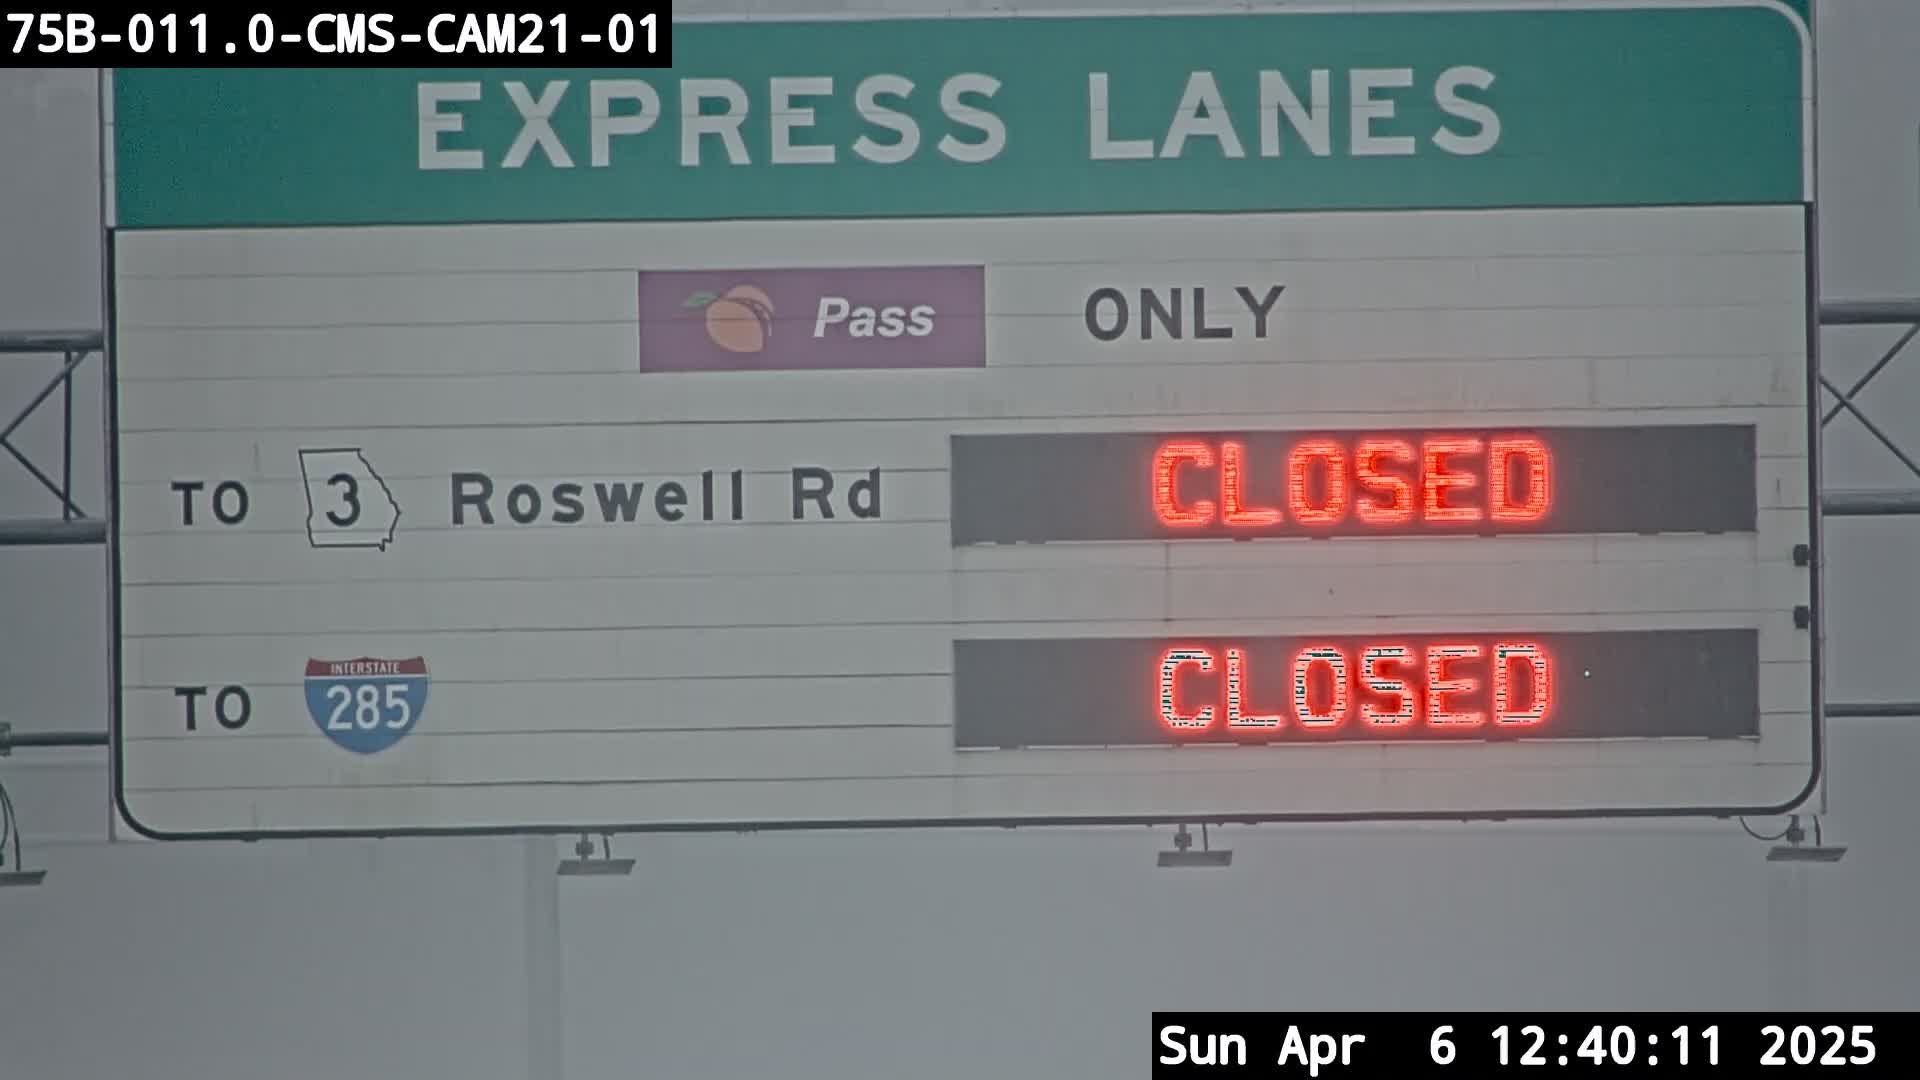 75B-011.0-CMS-CAM21-01
EXPRESS LANES
Pass ONLY
TO 3 Roswell Rd CLOSED
TO INTERSTATE 285 CLOSED
Sun Apr 6 12:40:11 2025